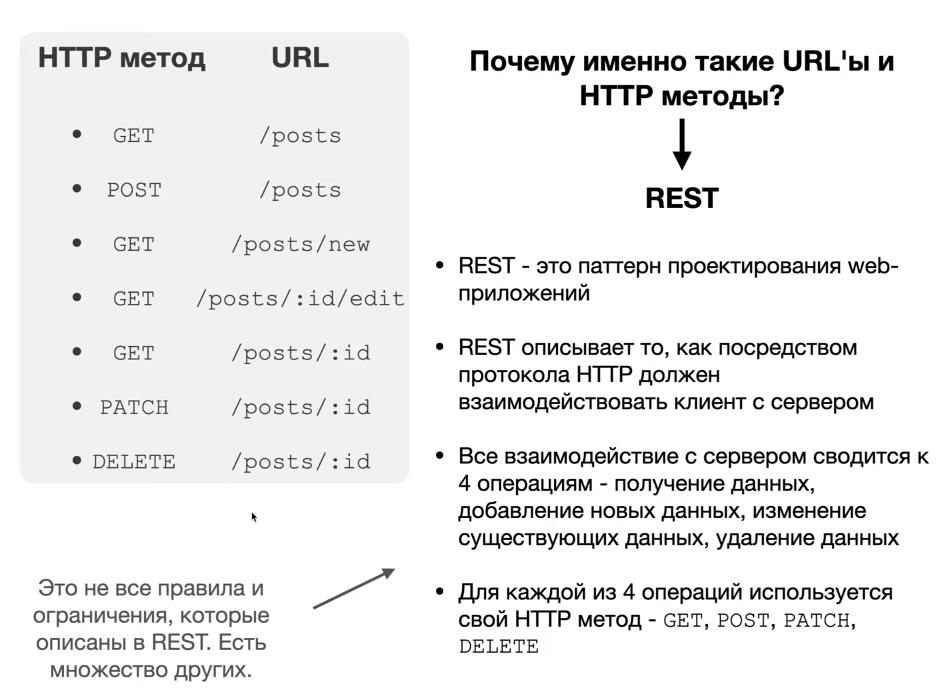 HTTP метод URL
• GET /posts
• POST /posts
• GET /posts/new
• GET /posts/:id/edit
• GET /posts/:id
• PATCH /posts/:id
• DELETE /posts/:id
Это не все правила и
ограничения, которые
описаны в REST. Есть
множество других.
Почему именно такие URL'ы и
HTTP методы?
REST
• REST - это паттерн проектирования web-
приложений
• REST описывает то, как посредством
протокола HTTP должен
взаимодействовать клиент с сервером
• Все взаимодействие с сервером сводится к
4 операциям - получение данных,
добавление новых данных, изменение
существующих данных, удаление данных
• Для каждой из 4 операций используется
свой HTTP метод - GET, POST, PATCH,
DELETE